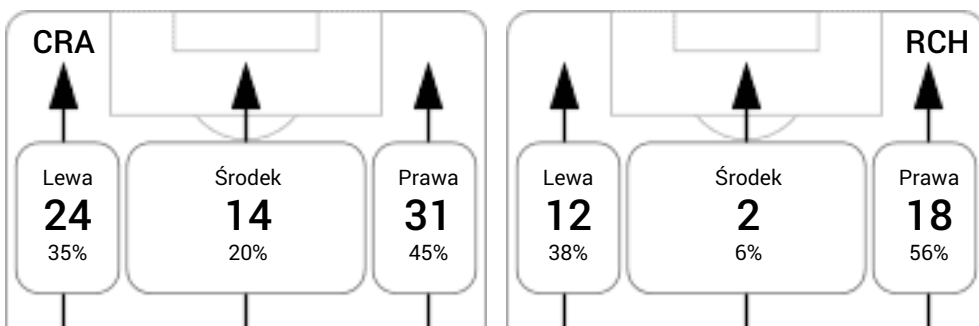 CRA
Lewa
24
35%
Środek
14
20%
Prawa
31
45%
RCH
Lewa
12
38%
Środek
2
6%
Prawa
18
56%